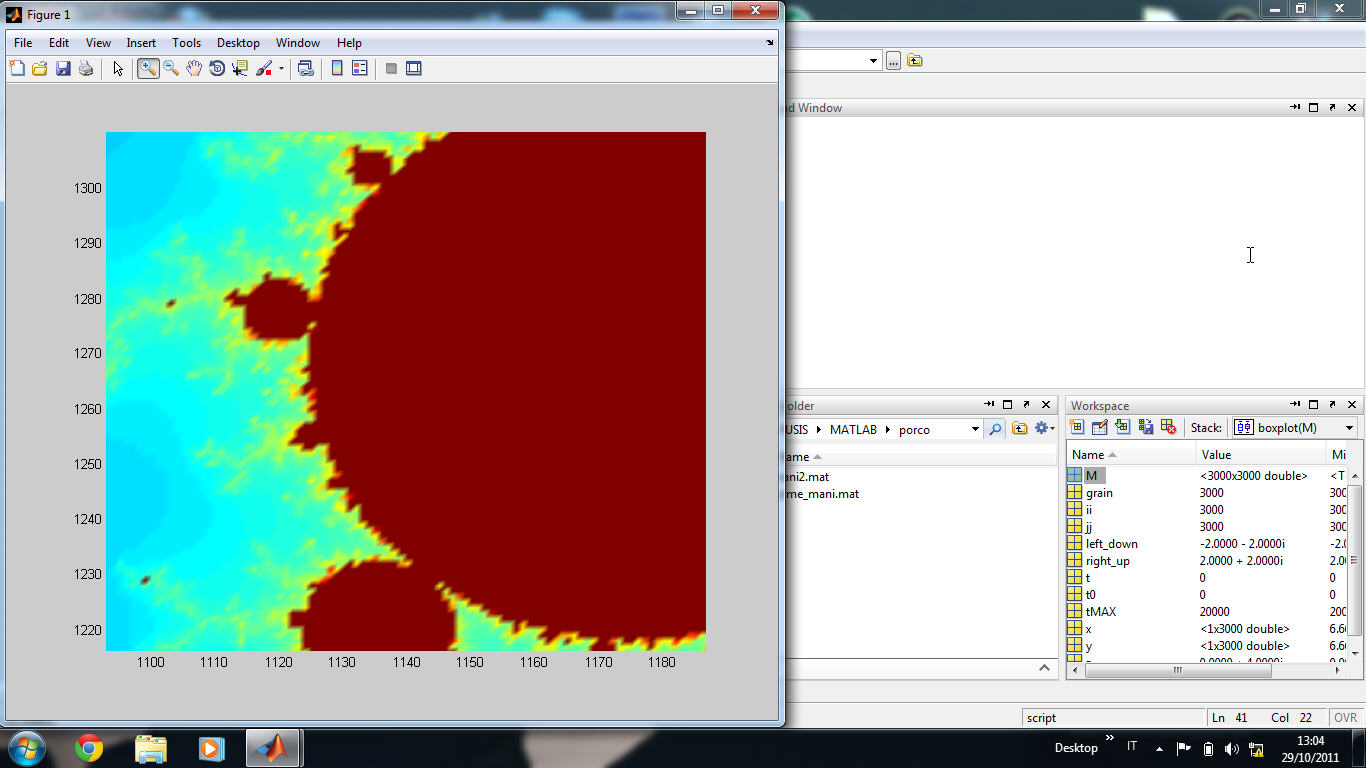 Figure 1
File Edit View Insert Tools Desktop Window Help
1300
1290
1280
1270
1260
1250
1240
1230
1220
1100 1110 1120 1130 1140 1150 1160 1170 1180
...
d Window
older
USIS MATLAB porco
ame
ani2.mat
me_mani.mat
Workspace
Stack: boxplot(M)
Name Value Mi
M <3000x3000 double> <T
grain 3000 300
ii 3000 300
jj 3000 300
left_down -2.0000 - 2.0000i -2.0
right_up 2.0000 + 2.0000i 2.00
t 0 0
t0 0 0
tMAX 20000 200
x <1x3000 double> 6.66
y <1x3000 double> 6.66
script Ln 41 Col 22 OVR
Desktop » IT 13:04
29/10/2011